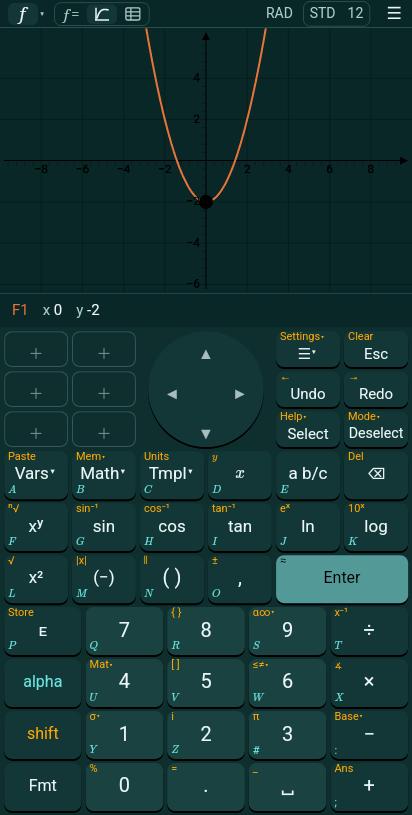 f ▾ f= RAD STD 12 ☰
4
2
−8 −6 −4 −2 2 4 6 8
−4
−6
F1 x 0 y -2
Settings▾ Clear
☰▾ Esc
← →
Undo Redo
Help▾ Mode▾
Select Deselect
Paste Mem▾ Units y Del
Vars▾ Math▾ Tmpl▾ x a b/c ⌫
A B C D E
ⁿ√ sin⁻¹ cos⁻¹ tan⁻¹ eˣ 10ˣ
xʸ sin cos tan ln log
F G H I J K
√ |x| ‖ ± ≈
x² (−) ( ) , Enter
L M N O
Store { } αoo▾ x⁻¹
E 7 8 9 ÷
P Q R S T
Mat▾ [ ] ≤≠▾ ∡
alpha 4 5 6 ×
U V W X
σ▾ i π Base▾
shift 1 2 3 −
Y Z # :
% = _ Ans
Fmt 0 . ⎵ +
;